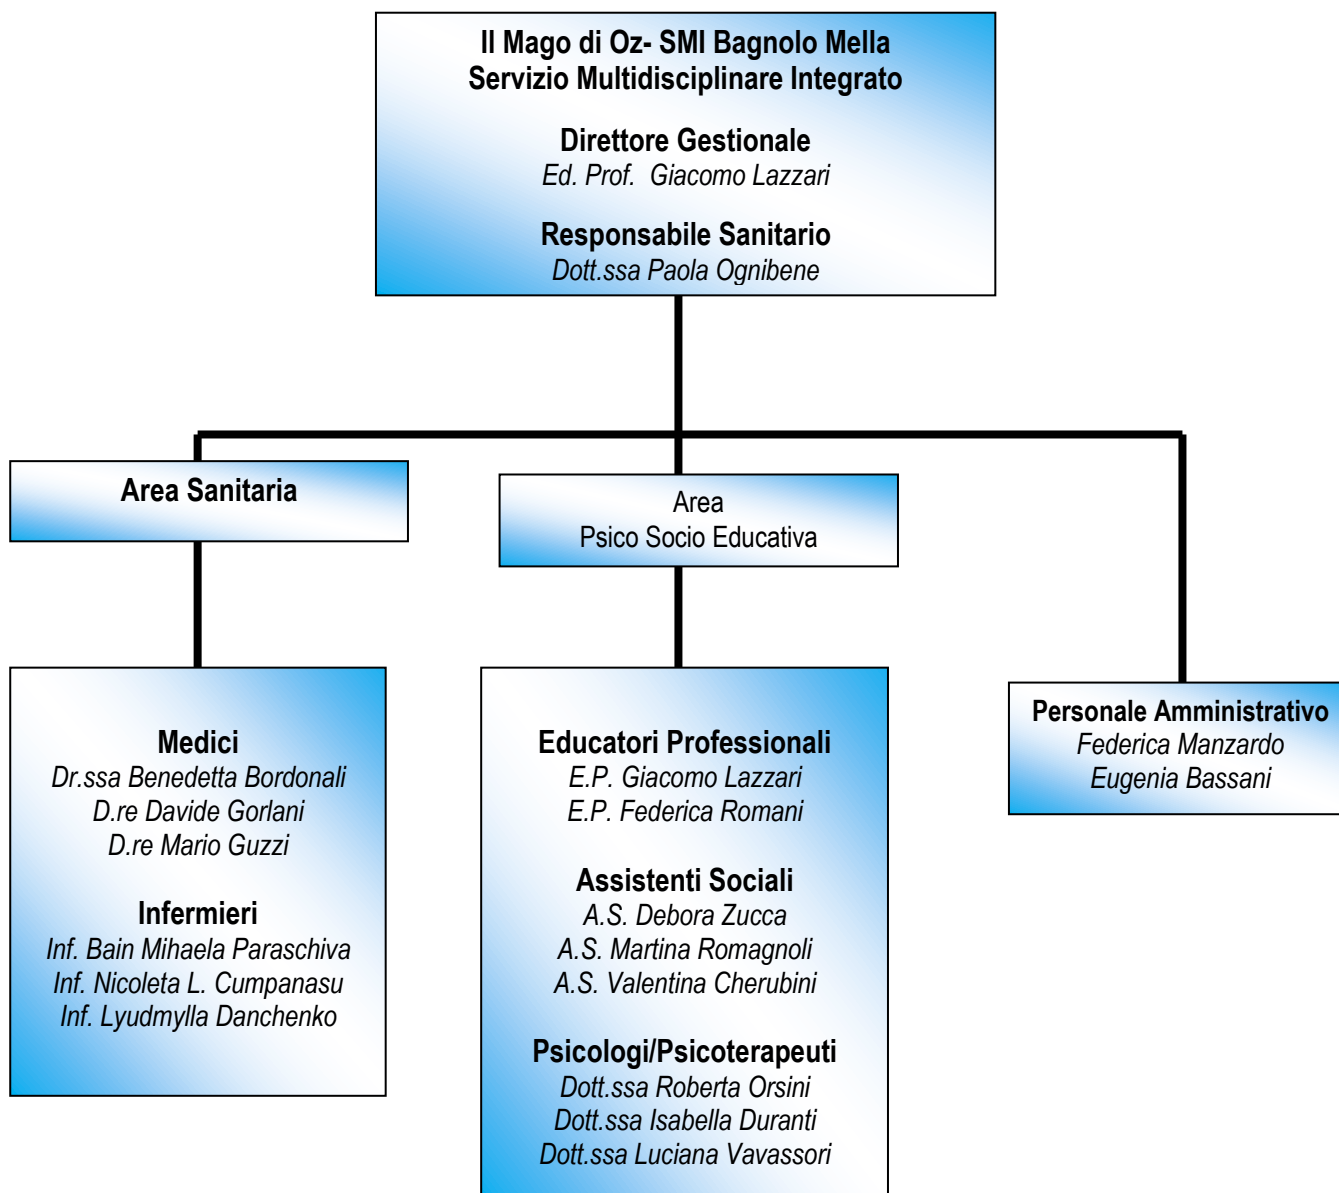 Il Mago di Oz- SMI Bagnolo Mella
Servizio Multidisciplinare Integrato
Direttore Gestionale
Ed. Prof. Giacomo Lazzari
Responsabile Sanitario
Dott.ssa Paola Ognibene
Area Sanitaria
Area
Psico Socio Educativa
Medici
Dr.ssa Benedetta Bordonali
D.re Davide Gorlani
D.re Mario Guzzi
Infermieri
Inf. Bain Mihaela Paraschiva
Inf. Nicoleta L. Cumpanasu
Inf. Lyudmylla Danchenko
Educatori Professionali
E.P. Giacomo Lazzari
E.P. Federica Romani
Assistenti Sociali
A.S. Debora Zucca
A.S. Martina Romagnoli
A.S. Valentina Cherubini
Psicologi/Psicoterapeuti
Dott.ssa Roberta Orsini
Dott.ssa Isabella Duranti
Dott.ssa Luciana Vavassori
Personale Amministrativo
Federica Manzardo
Eugenia Bassani